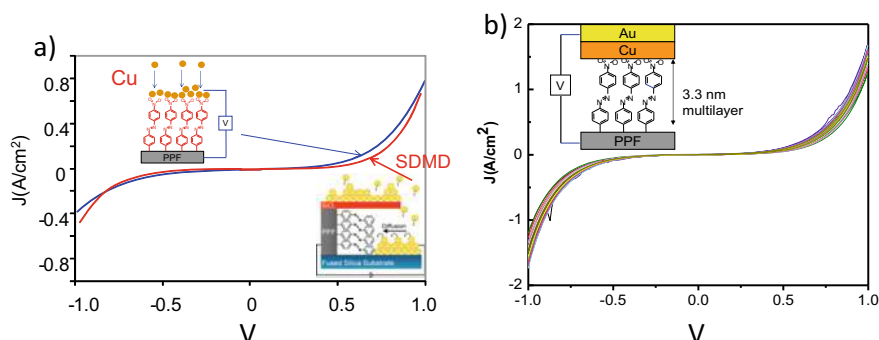 a)
J(A/cm²)
0.8
0.4
0
-0.4
-0.8
-1.0
0
0.5
1.0
V
Cu
V
PPF
SDMD
PPF
Diffusion
Fused Silica Substrate
b)
J(A/cm²)
2
1
0
-1
-2
-1.0
-0.5
0.0
0.5
1.0
V
Au
Cu
V
3.3 nm
multilayer
PPF